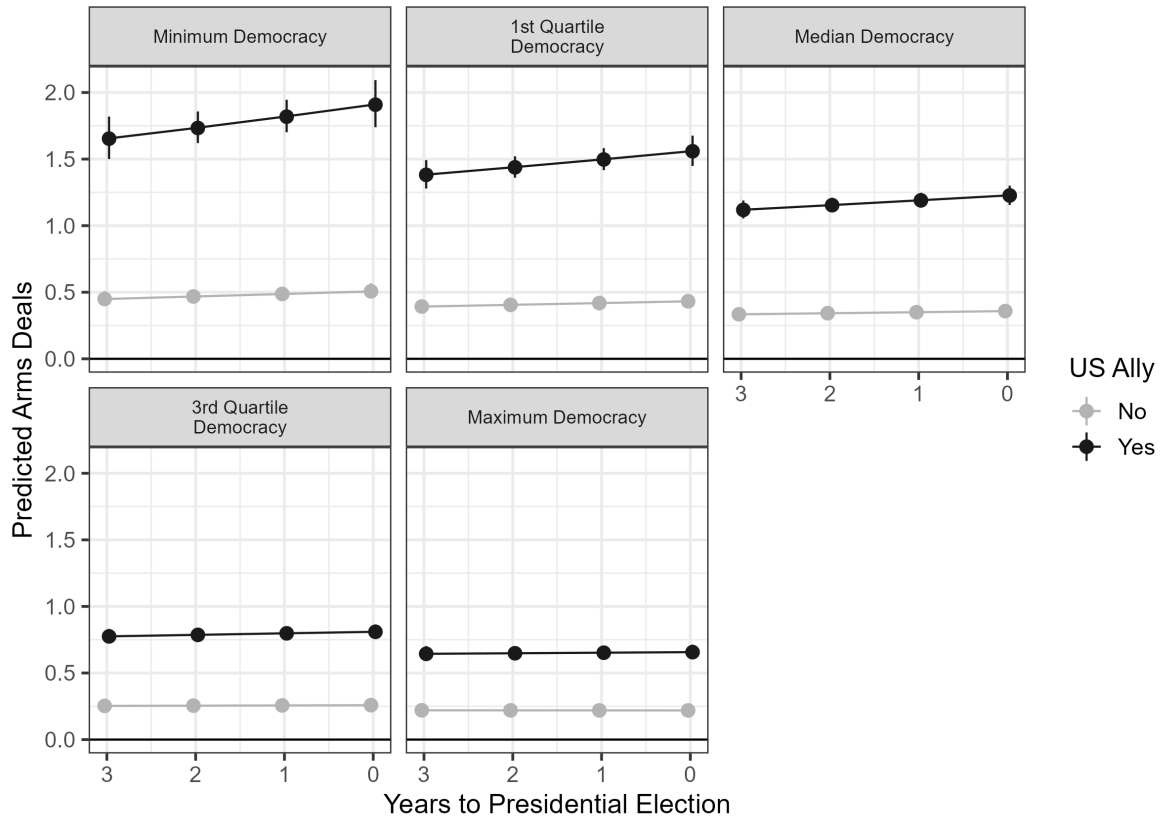 Minimum Democracy
1st Quartile
Democracy
Median Democracy
2.0
1.5
1.0
0.5
0.0
3 2 1 0
3rd Quartile
Democracy
Maximum Democracy
2.0
1.5
1.0
0.5
0.0
3 2 1 0
3 2 1 0
Predicted Arms Deals
Years to Presidential Election
US Ally
No
Yes